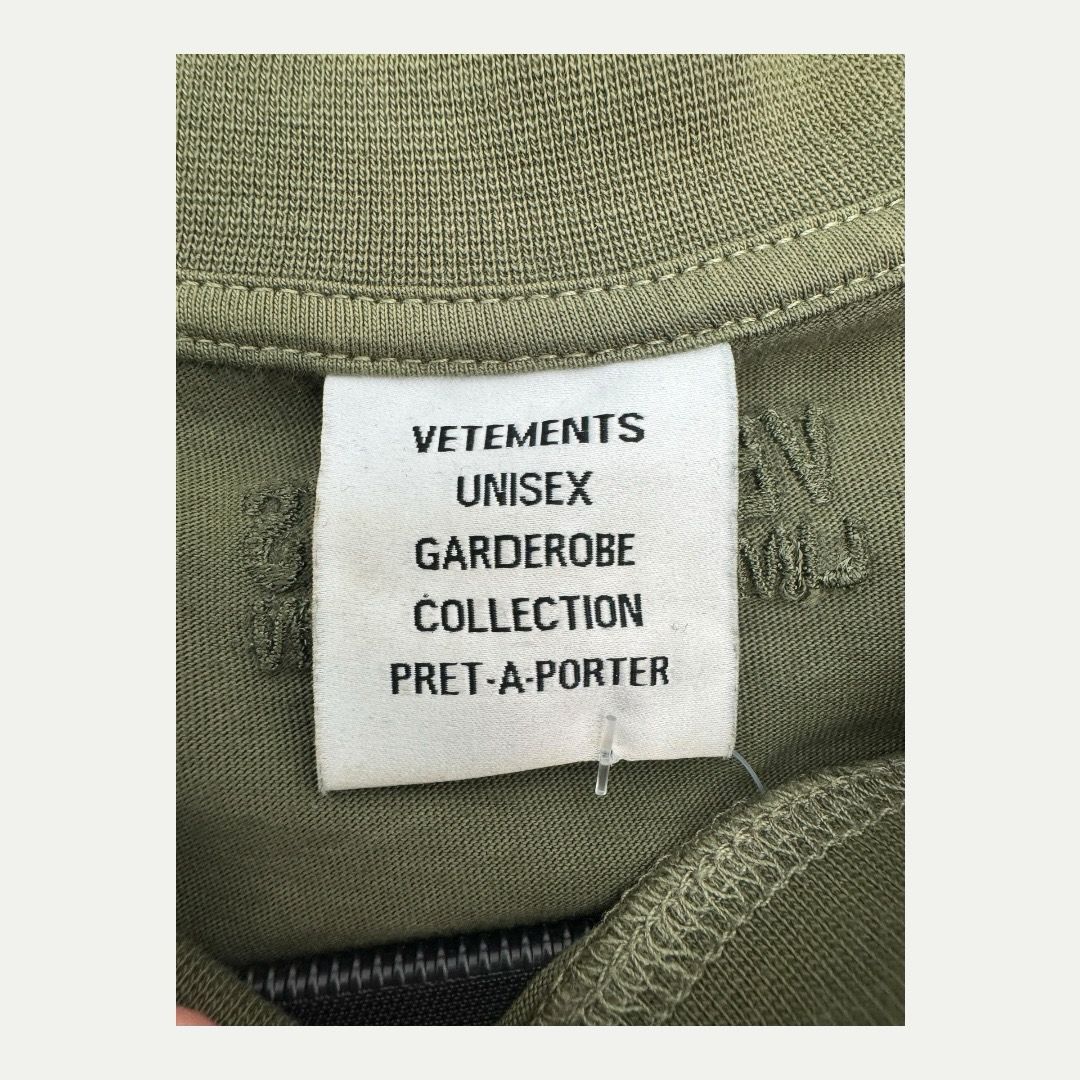 VETEMENTS
UNISEX
GARDEROBE
COLLECTION
PRET-A-PORTER